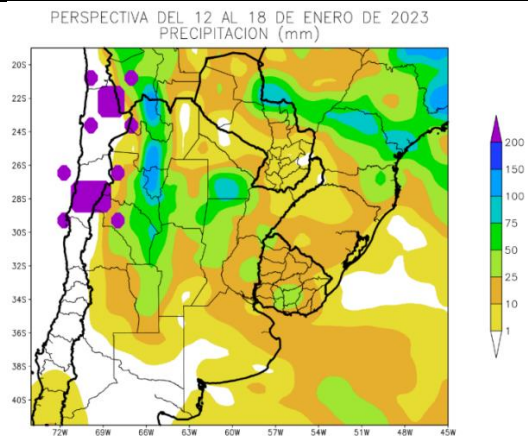 PERSPECTIVA DEL 12 AL 18 DE ENERO DE 2023
PRECIPITACION (mm)
20S
22S
24S
26S
28S
30S
32S
34S
36S
38S
40S
72W 69W 66W 63W 60W 57W 54W 51W 48W 45W
200
150
100
75
50
25
10
1